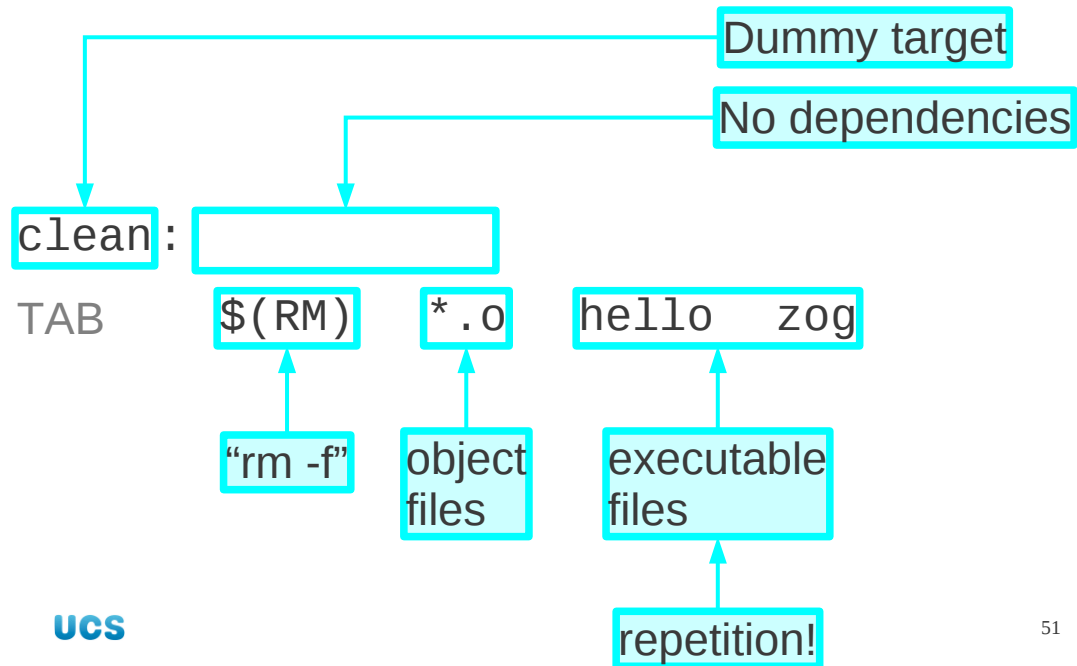 Dummy target
No dependencies
clean:
TAB $(RM) *.o hello zog
“rm -f”
object
files
executable
files
repetition!
UCS
51